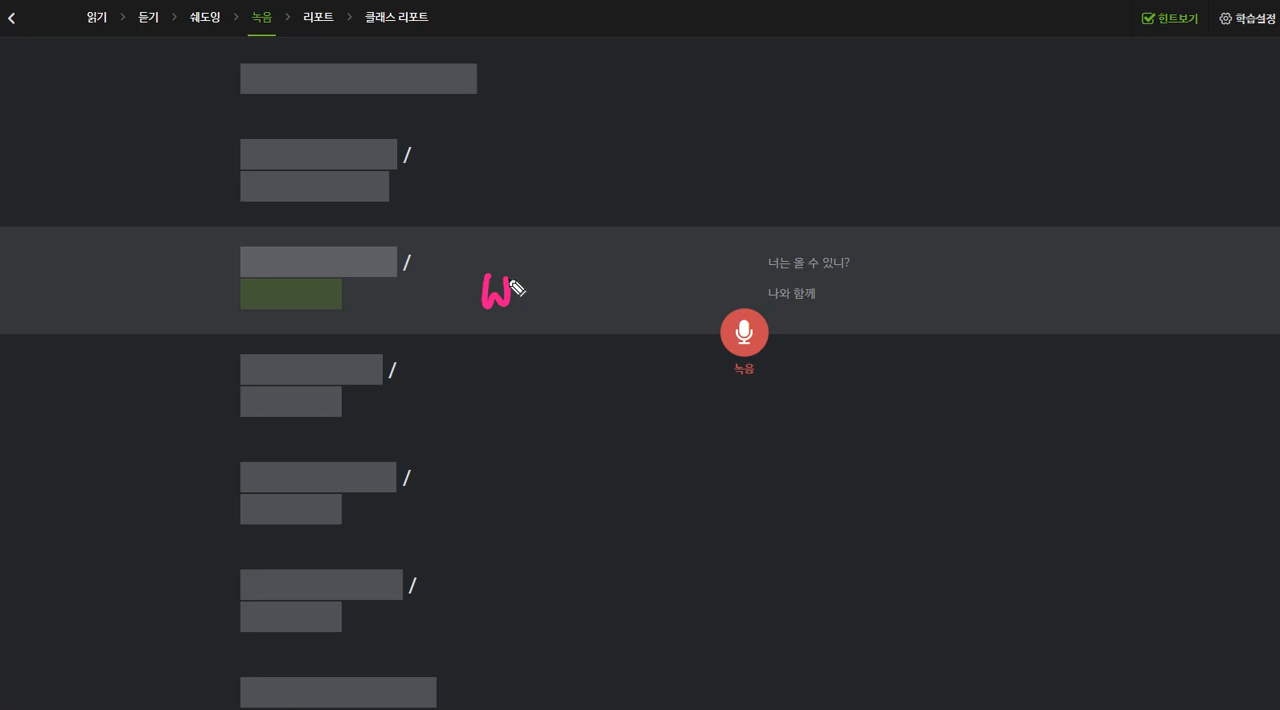 읽기 > 듣기 > 쉐도잉 > 녹음 > 리포트 > 클래스 리포트 힌트보기 학습설정
/
/
너는 올 수 있니?
W
나와 함께
녹음
/
/
/